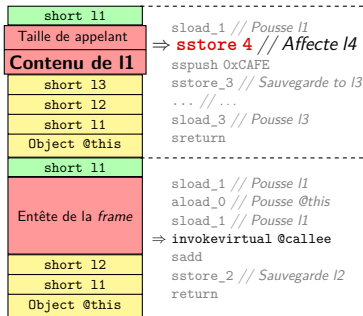 short l1
Taille de appelant
Contenu de l1
short l3
short l2
short l1
Object @this
short l1
Entête de la frame
short l2
short l1
Object @this
sload_1 // Pousse l1
⇒ sstore 4 // Affecte l4
sspush 0xCAFE
sstore_3 // Sauvegarde to l3
... // ...
sload_3 // Pousse l3
sreturn
sload_1 // Pousse l1
aload_0 // Pousse @this
sload_1 // Pousse l1
⇒ invokevirtual @callee
sadd
sstore_2 // Sauvegarde l2
return